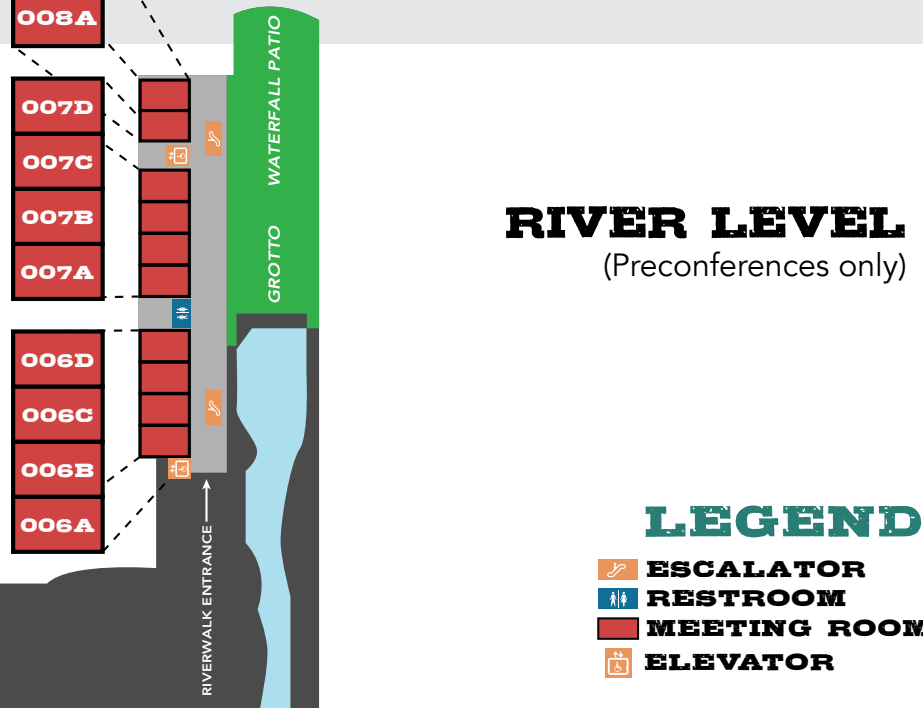 008A
007D
007C
007B
007A
006D
006C
006B
006A
WATERFALL PATIO
GROTTO
RIVERWALK ENTRANCE
RIVER LEVEL
(Preconferences only)
LEGEND
ESCALATOR
RESTROOM
MEETING ROOM
ELEVATOR